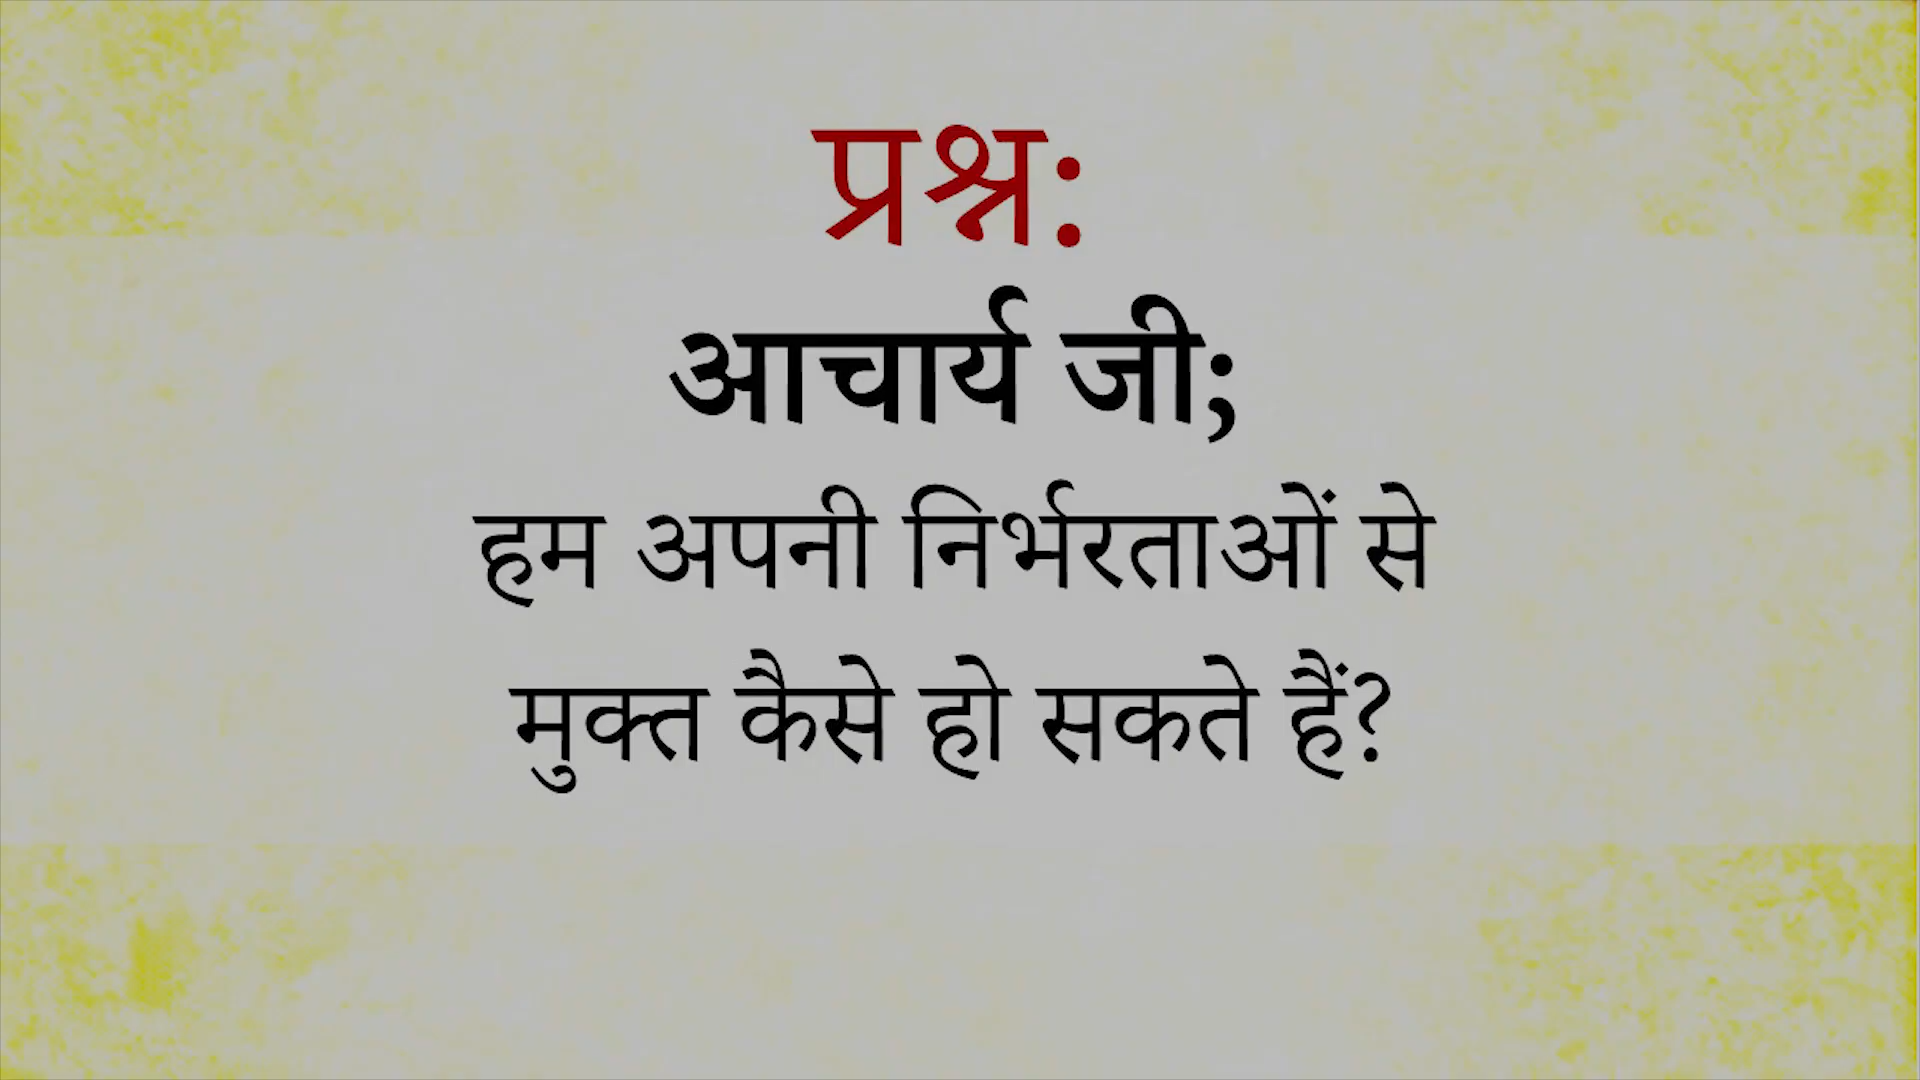 प्रश्न:
आचार्य जी;
हम अपनी निर्भरताओं से
मुक्त कैसे हो सकते हैं?